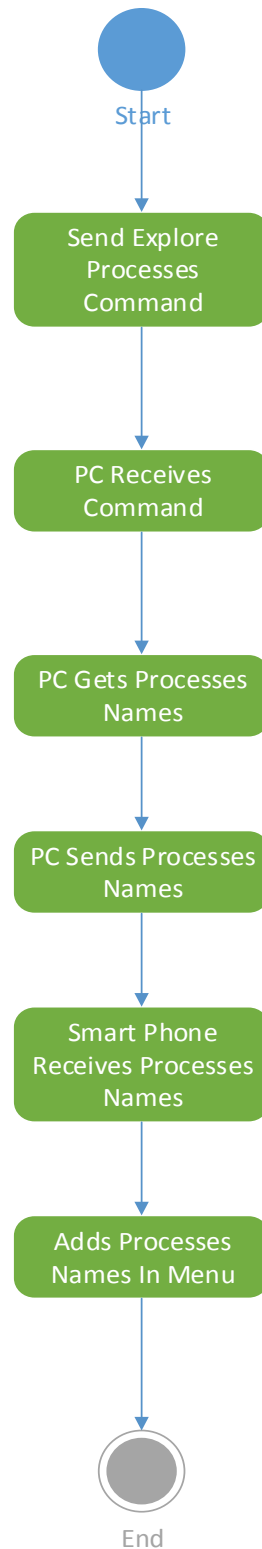 Start
Send Explore
Processes
Command
PC Receives
Command
PC Gets Processes
Names
PC Sends Processes
Names
Smart Phone
Receives Processes
Names
Adds Processes
Names In Menu
End